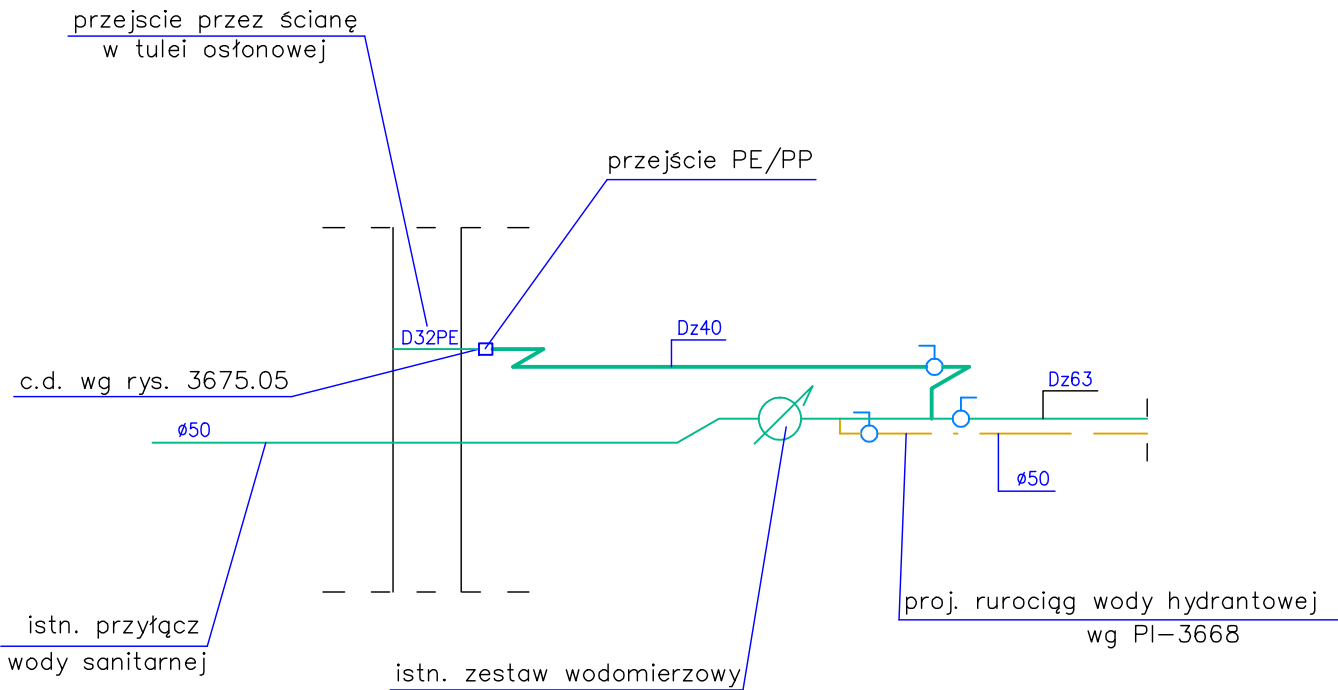 przejscie przez ścianę
w tulei osłonowej
przejście PE/PP
D32PE
Dz40
c.d. wg rys. 3675.05
Dz63
ø50
ø50
istn. przyłącz
wody sanitarnej
istn. zestaw wodomierzowy
proj. rurociąg wody hydrantowej
wg PI-3668